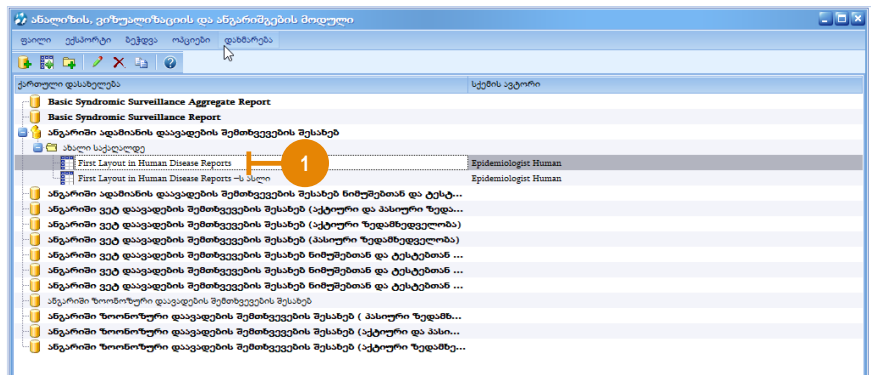 ანალიზის, ვიზუალიზაციის და ანგარიშგების მოდული
ფაილი ექსპორტი ბეჭდვა ოპციები დახმარება
ქართული დასახელება სქემის ავტორი
Basic Syndromic Surveillance Aggregate Report
Basic Syndromic Surveillance Report
ანგარიში ადამიანის დაავადების შემთხვევების შესახებ
ახალი საქაღალდე
First Layout in Human Disease Reports 1 Epidemiologist Human
First Layout in Human Disease Reports –ს ასლი Epidemiologist Human
ანგარიში ადამიანის დაავადების შემთხვევების შესახებ ნიმუშებთან და ტესტ...
ანგარიში ვეტ დაავადების შემთხვევების შესახებ (აქტიური და პასიური ზედა...
ანგარიში ვეტ დაავადების შემთხვევების შესახებ (აქტიური ზედამხედველობა)
ანგარიში ვეტ დაავადების შემთხვევების შესახებ (პასიური ზედამხედველობა)
ანგარიში ვეტ დაავადების შემთხვევების შესახებ ნიმუშებთან და ტესტებთან ...
ანგარიში ვეტ დაავადების შემთხვევების შესახებ ნიმუშებთან და ტესტებთან ...
ანგარიში ვეტ დაავადების შემთხვევების შესახებ ნიმუშებთან და ტესტებთან ...
ანგარიში ზოონოზური დაავადების შემთხვევების შესახებ
ანგარიში ზოონოზური დაავადების შემთხვევების შესახებ ( პასიური ზედამხ...
ანგარიში ზოონოზური დაავადების შემთხვევების შესახებ (აქტიური და პასი...
ანგარიში ზოონოზური დაავადების შემთხვევების შესახებ (აქტიური ზედამხე...